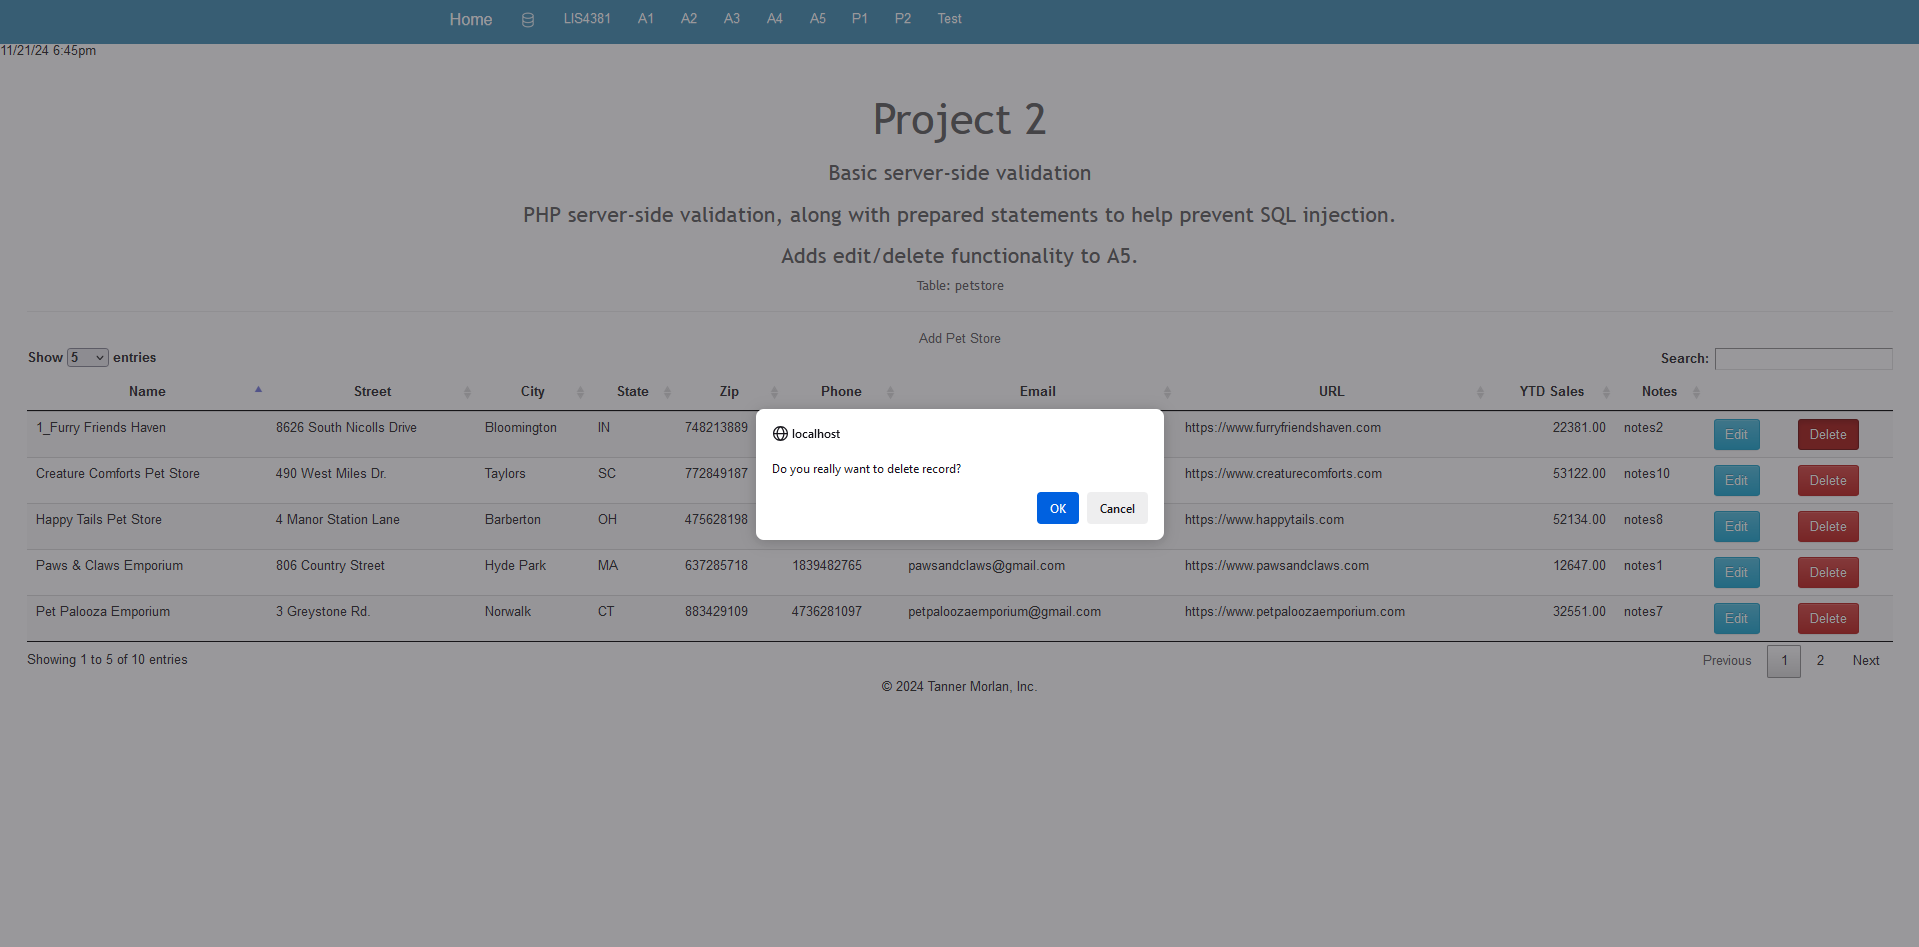 Home LIS4381 A1 A2 A3 A4 A5 P1 P2 Test
11/21/24 6:45pm
Project 2
Basic server-side validation
PHP server-side validation, along with prepared statements to help prevent SQL injection.
Adds edit/delete functionality to A5.
Table: petstore
Add Pet Store
Show 5 entries Search:
Name Street City State Zip Phone Email URL YTD Sales Notes
1_Furry Friends Haven 8626 South Nicolls Drive Bloomington IN 748213889 https://www.furryfriendshaven.com 22381.00 notes2 Edit Delete
Creature Comforts Pet Store 490 West Miles Dr. Taylors SC 772849187 https://www.creaturecomforts.com 53122.00 notes10 Edit Delete
Happy Tails Pet Store 4 Manor Station Lane Barberton OH 475628198 https://www.happytails.com 52134.00 notes8 Edit Delete
Paws & Claws Emporium 806 Country Street Hyde Park MA 637285718 1839482765 pawsandclaws@gmail.com https://www.pawsandclaws.com 12647.00 notes1 Edit Delete
Pet Palooza Emporium 3 Greystone Rd. Norwalk CT 883429109 4736281097 petpaloozaemporium@gmail.com https://www.petpaloozaemporium.com 32551.00 notes7 Edit Delete
localhost
Do you really want to delete record?
OK Cancel
Showing 1 to 5 of 10 entries Previous 1 2 Next
© 2024 Tanner Morlan, Inc.